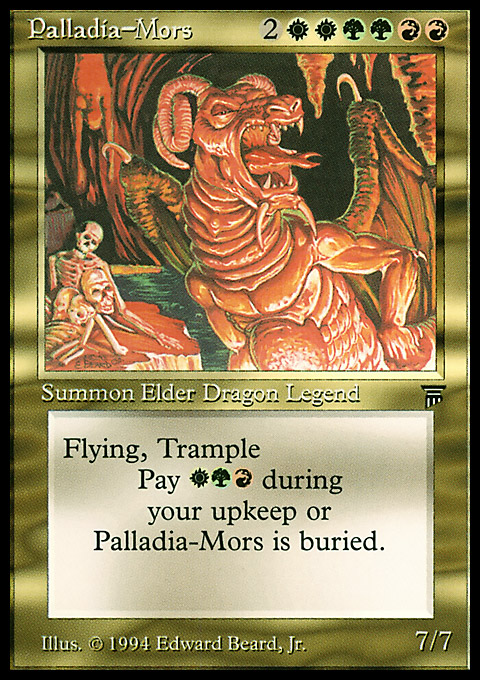 Palladia-Mors 2
Summon Elder Dragon Legend
Flying, Trample
Pay during
your upkeep or
Palladia-Mors is buried.
Illus. © 1994 Edward Beard, Jr. 7/7